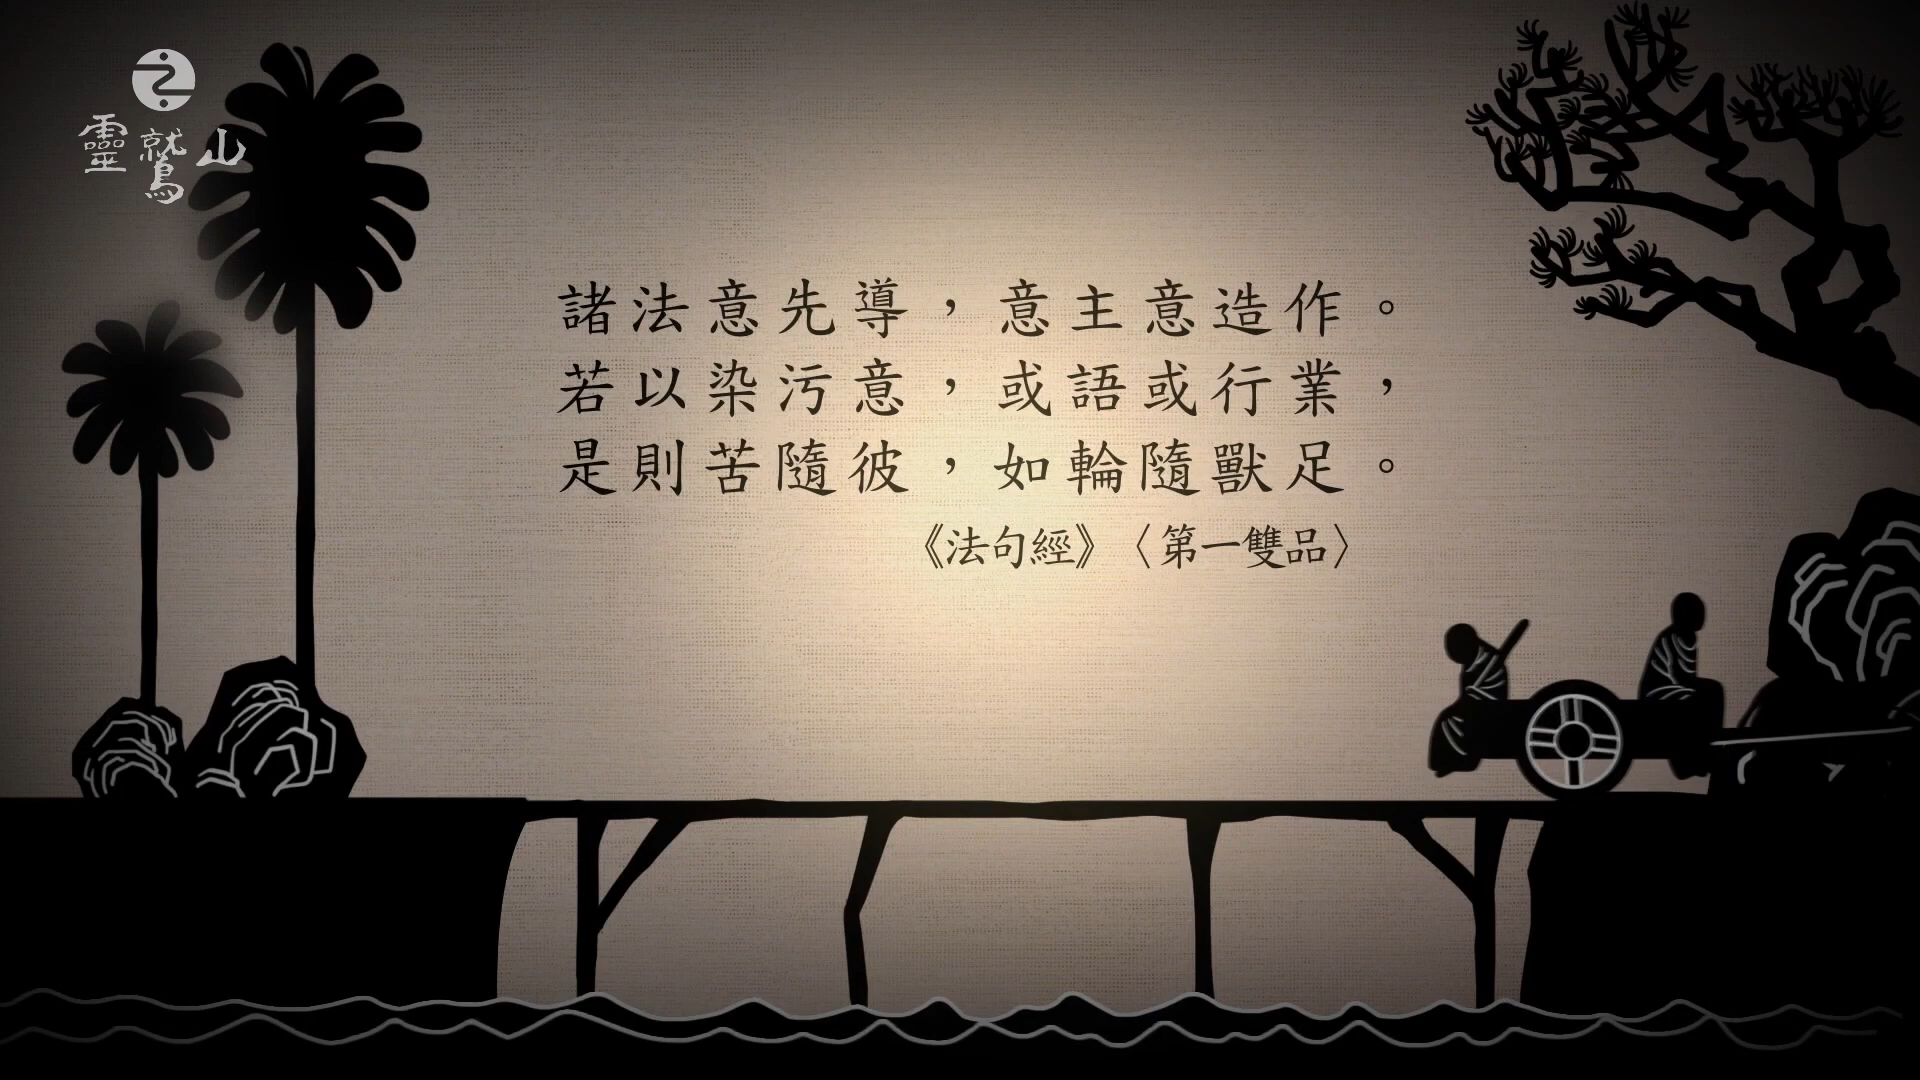 靈鷲山
諸法意先導，意主意造作。
若以染污意，或語或行業，
是則苦隨彼，如輪隨獸足。
《法句經》〈第一雙品〉